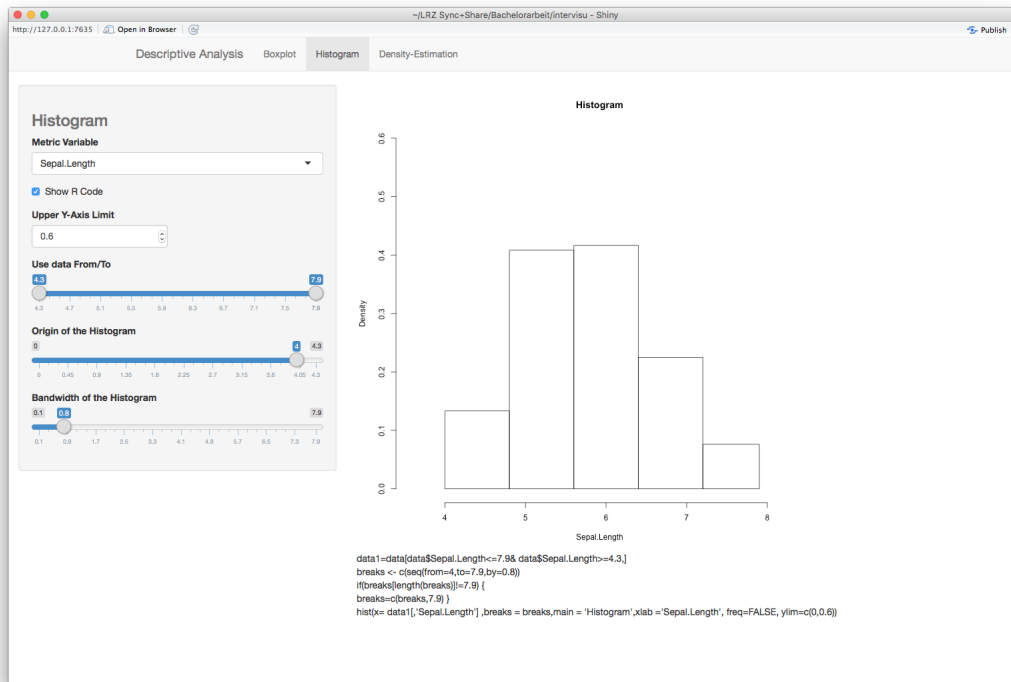 ~/LRZ Sync+Share/Bachelorarbeit/intervisu - Shiny
http://127.0.0.1:7635 Open in Browser Publish
Descriptive Analysis Boxplot Histogram Density-Estimation
Histogram
Metric Variable
Sepal.Length
Show R Code
Upper Y-Axis Limit
0.6
Use data From/To
4.3 7.9
4.3 4.7 5.1 5.5 5.9 6.3 6.7 7.1 7.5 7.9
Origin of the Histogram
0 4 4.3
0 0.45 0.9 1.35 1.8 2.25 2.7 3.15 3.6 4.05 4.3
Bandwidth of the Histogram
0.1 0.8 7.9
0.1 0.9 1.7 2.5 3.3 4.1 4.9 5.7 6.5 7.3 7.9
Histogram
0.6
0.5
0.4
0.3
0.2
0.1
0.0
Density
4 5 6 7 8
Sepal.Length
data1=data[data$Sepal.Length<=7.9& data$Sepal.Length>=4.3,]
breaks <- c(seq(from=4,to=7.9,by=0.8))
if(breaks[length(breaks)]!=7.9) {
breaks=c(breaks,7.9) }
hist(x= data1[,'Sepal.Length'] ,breaks = breaks,main = 'Histogram',xlab ='Sepal.Length', freq=FALSE, ylim=c(0,0.6))